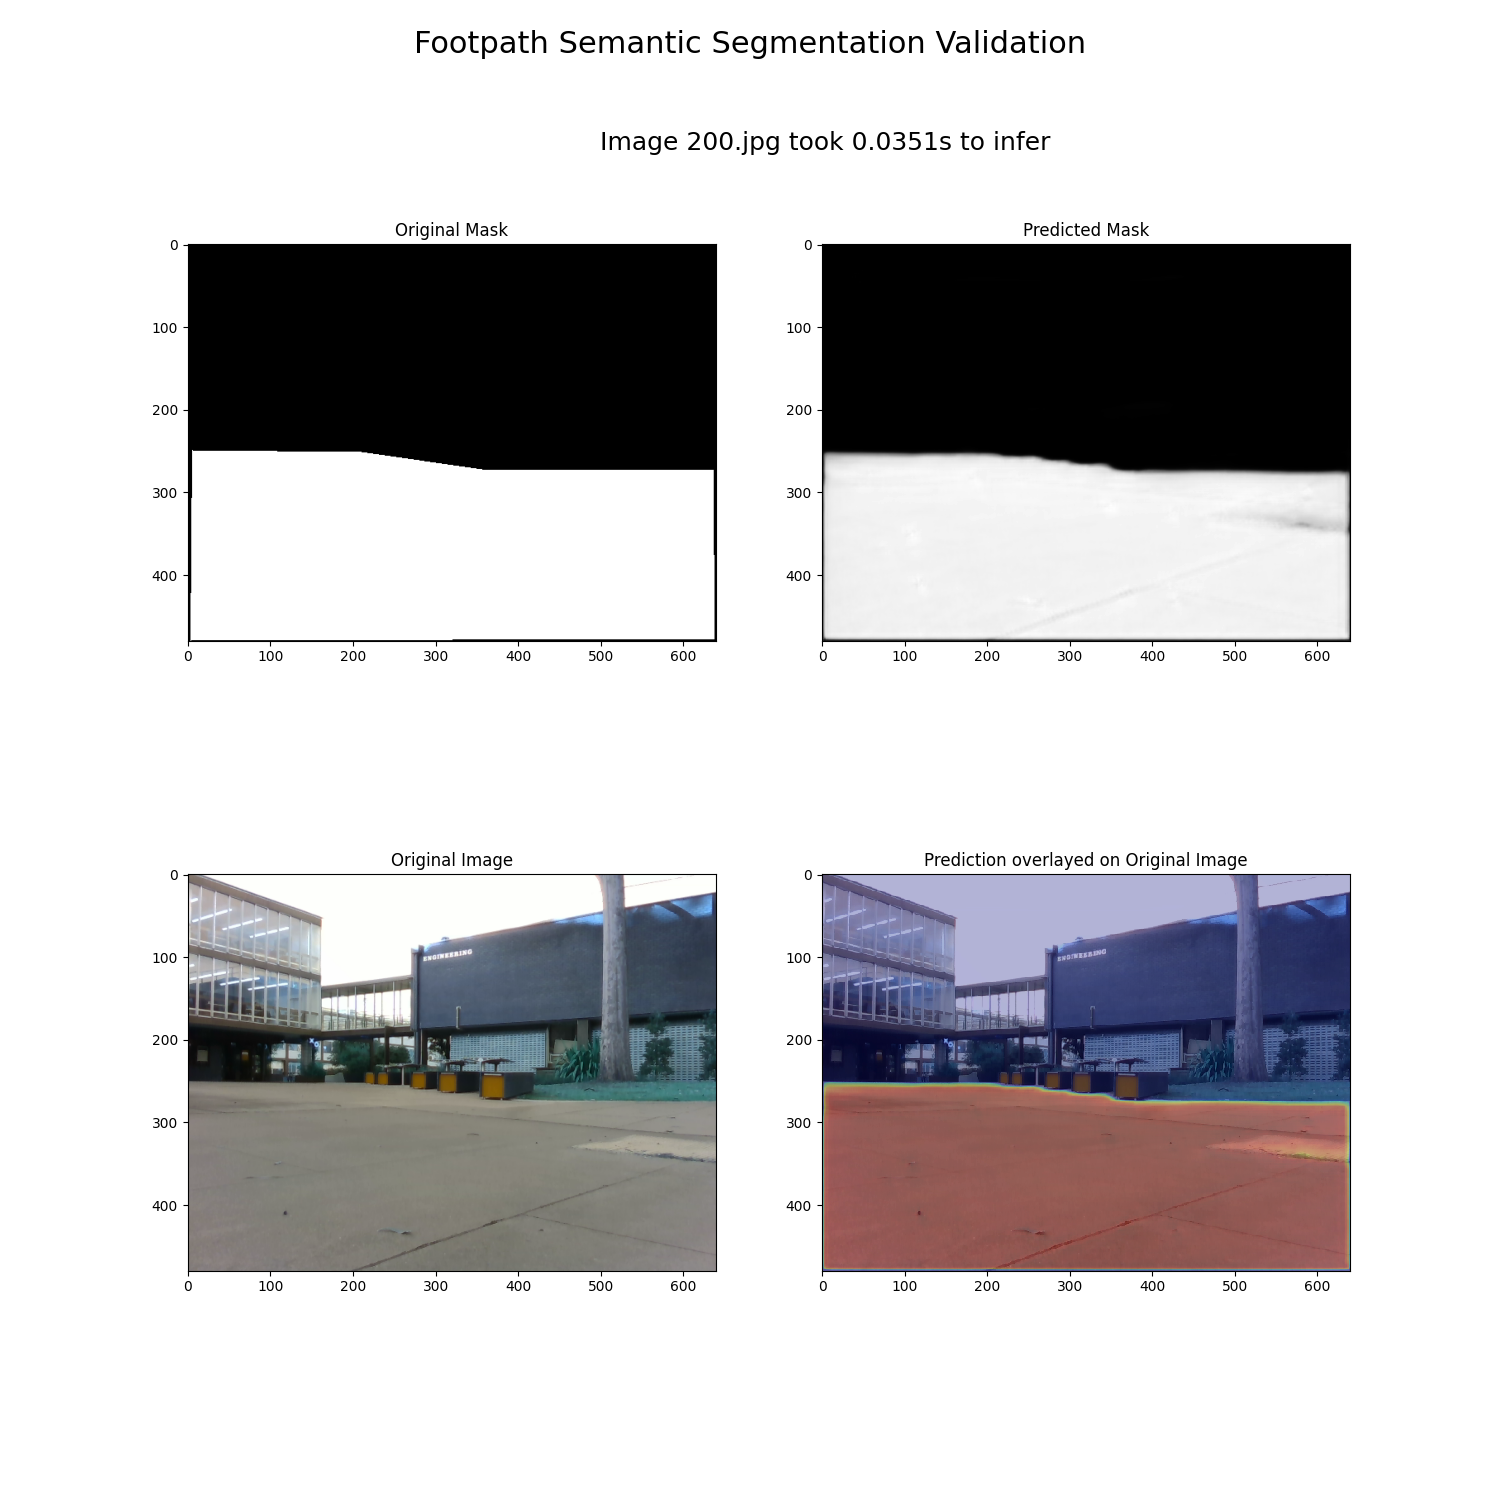 Footpath Semantic Segmentation Validation
Image 200.jpg took 0.0351s to infer
Original Mask
0
100
200
300
400
0 100 200 300 400 500 600
Predicted Mask
0
100
200
300
400
0 100 200 300 400 500 600
Original Image
0
100
200
300
400
ENGINEERING
0 100 200 300 400 500 600
Prediction overlayed on Original Image
0
100
200
300
400
ENGINEERING
0 100 200 300 400 500 600